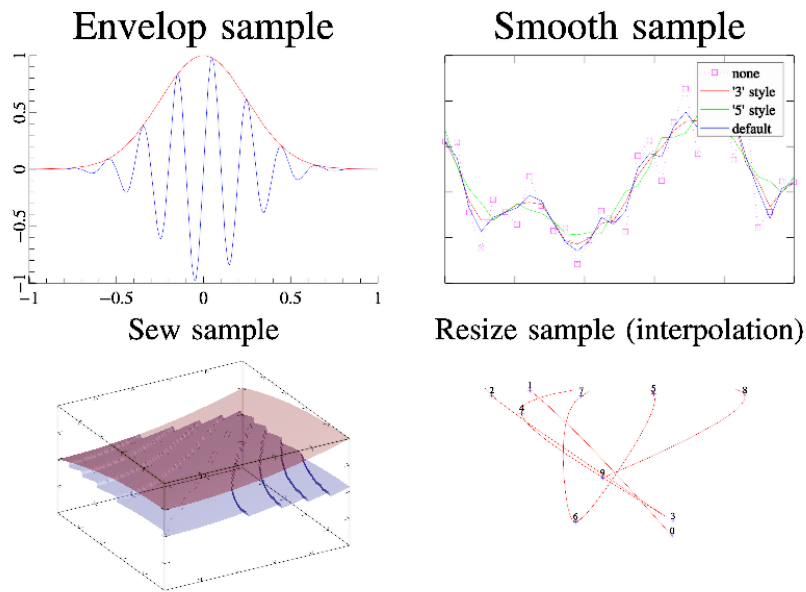 Envelop sample
Smooth sample
1
0.5
0
−0.5
−1
−1
−0.5
0
0.5
1
none
'3' style
'5' style
default
Sew sample
Resize sample (interpolation)
2
1
7
5
8
4
9
6
3
0